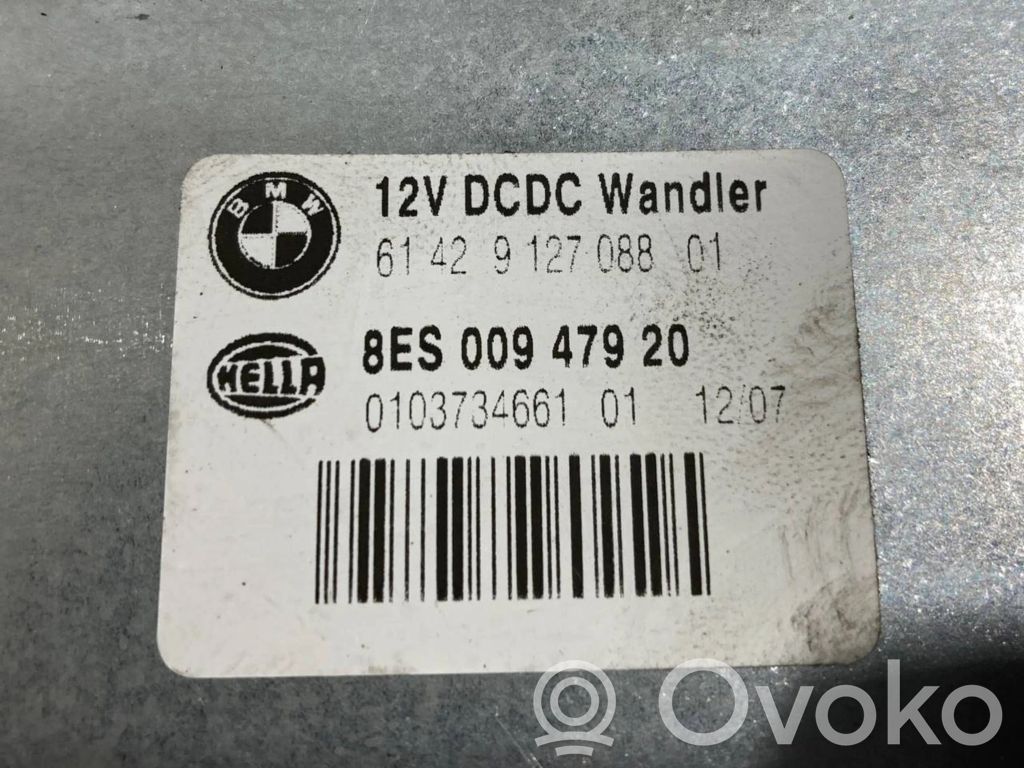 BMW
12V DCDC Wandler
61 42 9 127 088 01
HELLA
8ES 009 479 20
0103734661 01 12/07
Ovoko